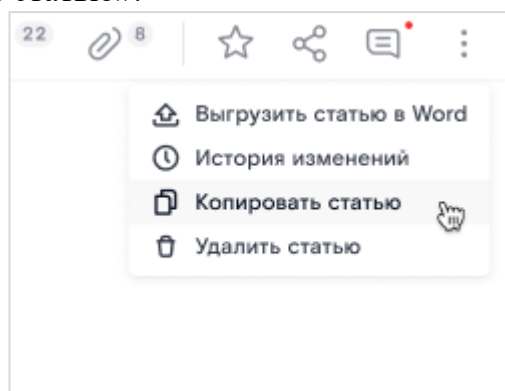 22 8
Выгрузить статью в Word
История изменений
Копировать статью
Удалить статью